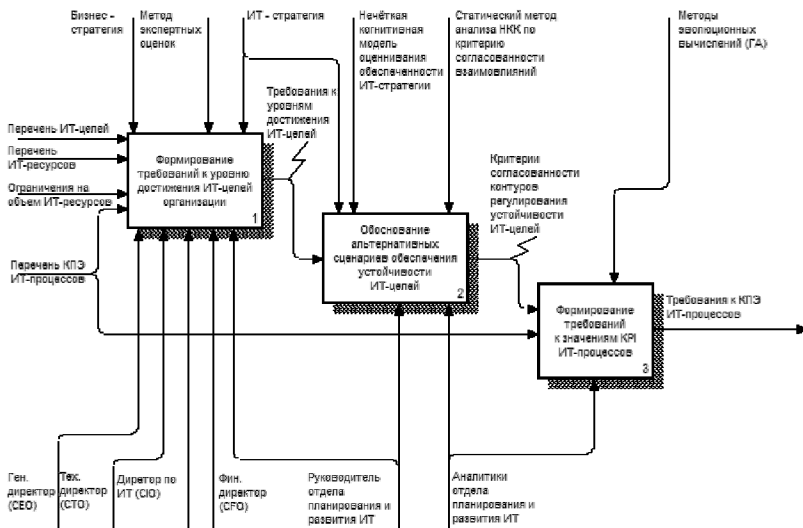 Бизнес -
стратегия
Метод
экспертных
оценок
ИТ - стратегия
Нечёткая
когнитивная
модель
оценнивания
обеспеченности
ИТ-стратегии
Статический метод
анализа НКК по
критерию
согласованности
взаимовлияний
Методы
эволюционных
вычислений (ГА)
Требования к
уровням
достижения
ИТ-целей
Перечень ИТ-целей
Перечень
ИТ-ресурсов
Ограничения на
объем ИТ-ресурсов
Формирование
требований к уровню
достижения ИТ-целей
организации
1
Критерии
согласованности
контуров
регулирования
устойчивости
ИТ-целей
Обоснование
альтернативных
сценариев обеспечения
устойчивости
ИТ-целей
2
Перечень КПЭ
ИТ-процессов
Формирование
требований
к значениям KPI
ИТ-процессов
3
Требования к КПЭ
ИТ-процессов
Ген.
директор
(CEO)
Тех.
директор
(CTO)
Диретор по
ИТ (CIO)
Фин.
директор
(CFO)
Руководитель
отдела
планирования и
развития ИТ
Аналитики
отдела
планирования и
развития ИТ